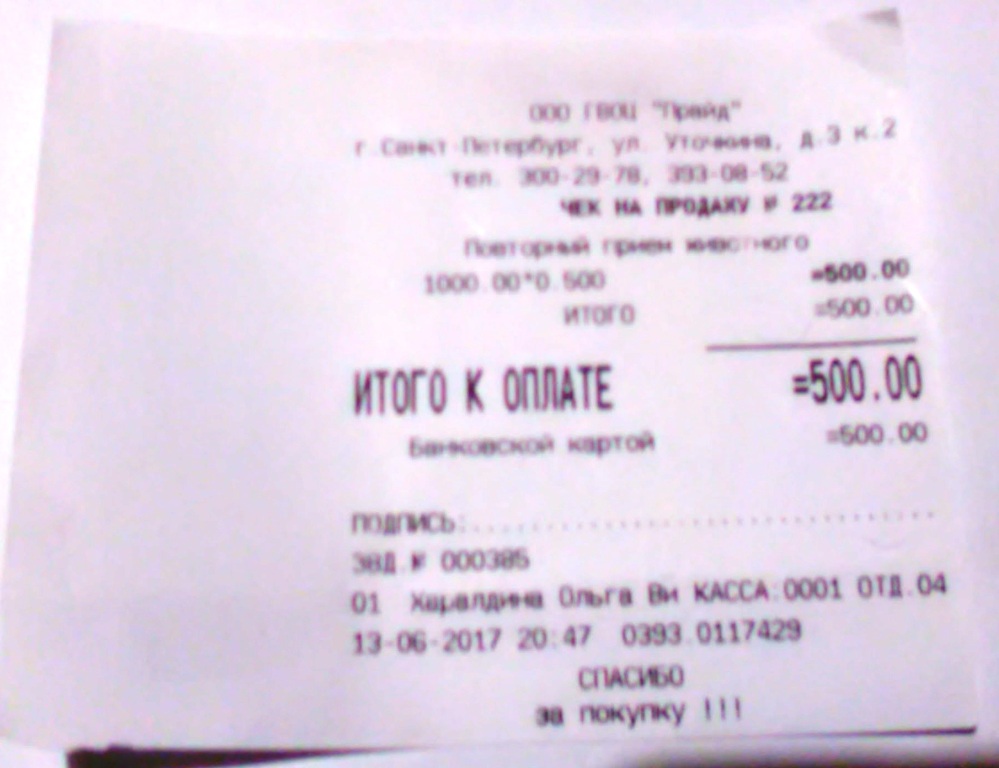 ООО ГВОЦ "Прайд"
г.Санкт-Петербург, ул. Уточкина, д.3 к.2
тел. 300-29-78, 393-08-52
ЧЕК НА ПРОДАЖУ № 222
Повторный прием животного
1000.00*0.500 =500.00
ИТОГО =500.00
ИТОГО К ОПЛАТЕ =500.00
Банковской картой =500.00
ПОДПИСЬ:................................
ЭВД.№ 000385
01 Харалдина Ольга Ви КАССА:0001 ОТД.04
13-06-2017 20:47 0393.0117429
СПАСИБО
за покупку !!!